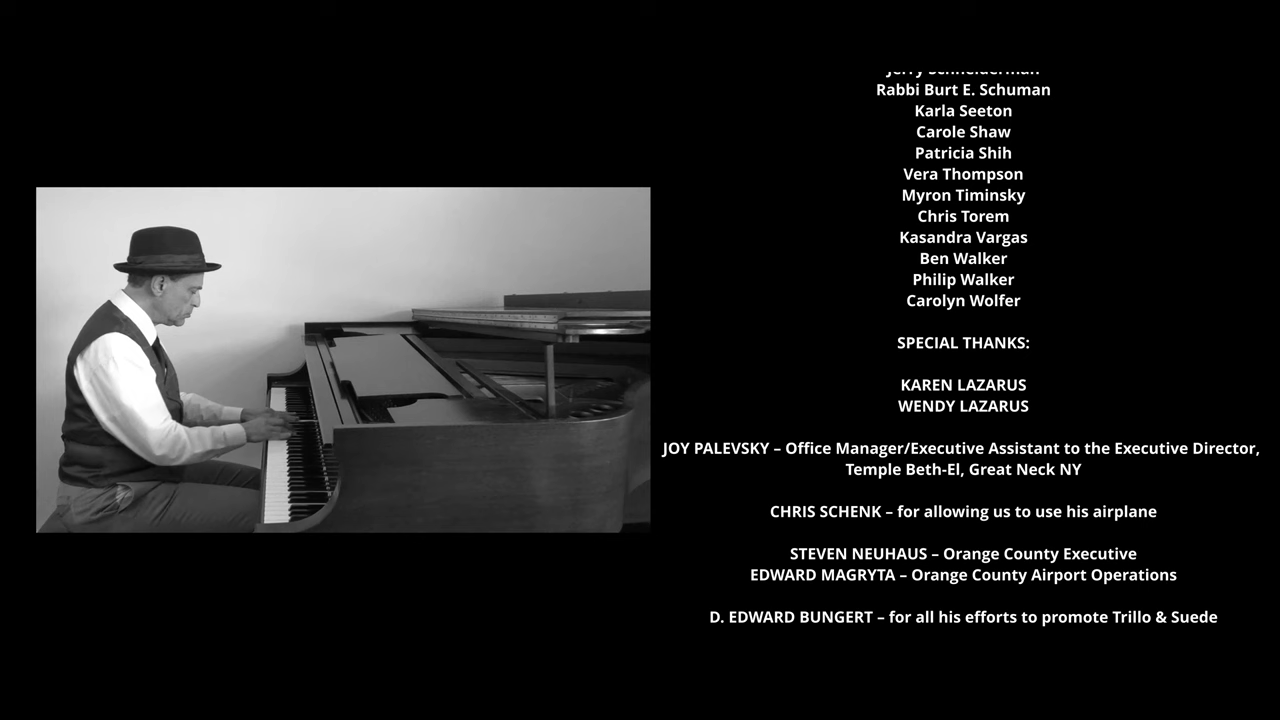 Rabbi Burt E. Schuman
Karla Seeton
Carole Shaw
Patricia Shih
Vera Thompson
Myron Timinsky
Chris Torem
Kasandra Vargas
Ben Walker
Philip Walker
Carolyn Wolfer
SPECIAL THANKS:
KAREN LAZARUS
WENDY LAZARUS
JOY PALEVSKY – Office Manager/Executive Assistant to the Executive Director,
Temple Beth-El, Great Neck NY
CHRIS SCHENK – for allowing us to use his airplane
STEVEN NEUHAUS – Orange County Executive
EDWARD MAGRYTA – Orange County Airport Operations
D. EDWARD BUNGERT – for all his efforts to promote Trillo & Suede